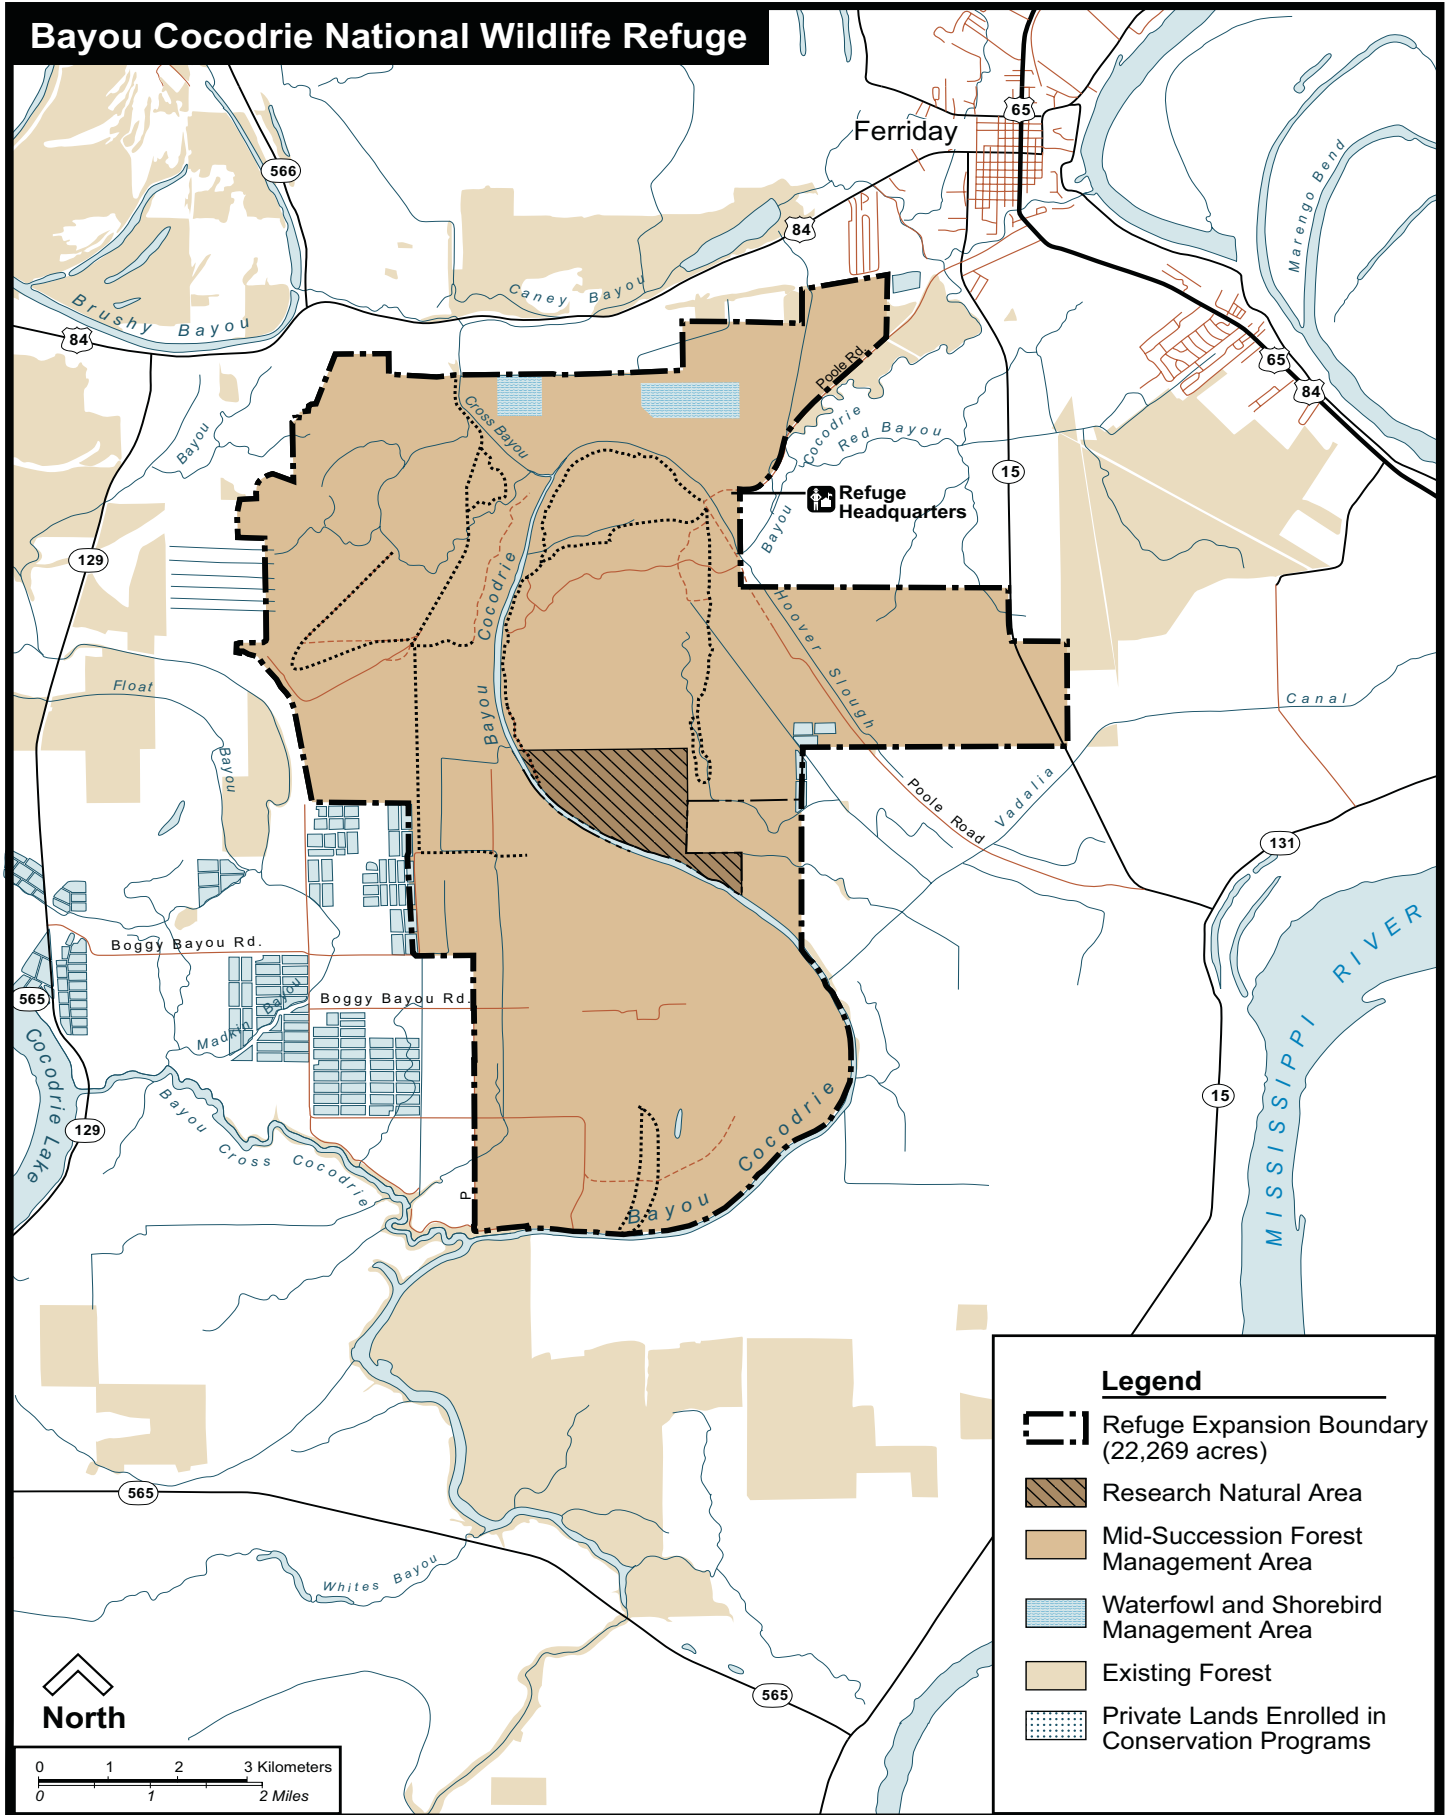 Bayou Cocodrie National Wildlife Refuge
65
Ferriday
566
84
Marengo Bend
Caney Bayou
Brushy Bayou
84
65
84
Poole Rd.
Cross Bayou
Cocodrie
Red Bayou
Bayou
15
Refuge
Headquarters
Bayou
129
Bayou Cocodrie
Hoover Slough
Float
Bayou
Canal
Vadalia
Poole Road
131
MISSISSIPPI RIVER
Boggy Bayou Rd.
565
Boggy Bayou Rd.
Madkin Bayou
Cocodrie Lake
129
Bayou Cross Cocodrie
15
P
Bayou Cocodrie
565
Whites Bayou
565
North
0 1 2 3 Kilometers
0 1 2 Miles
Legend
Refuge Expansion Boundary
(22,269 acres)
Research Natural Area
Mid-Succession Forest
Management Area
Waterfowl and Shorebird
Management Area
Existing Forest
Private Lands Enrolled in
Conservation Programs